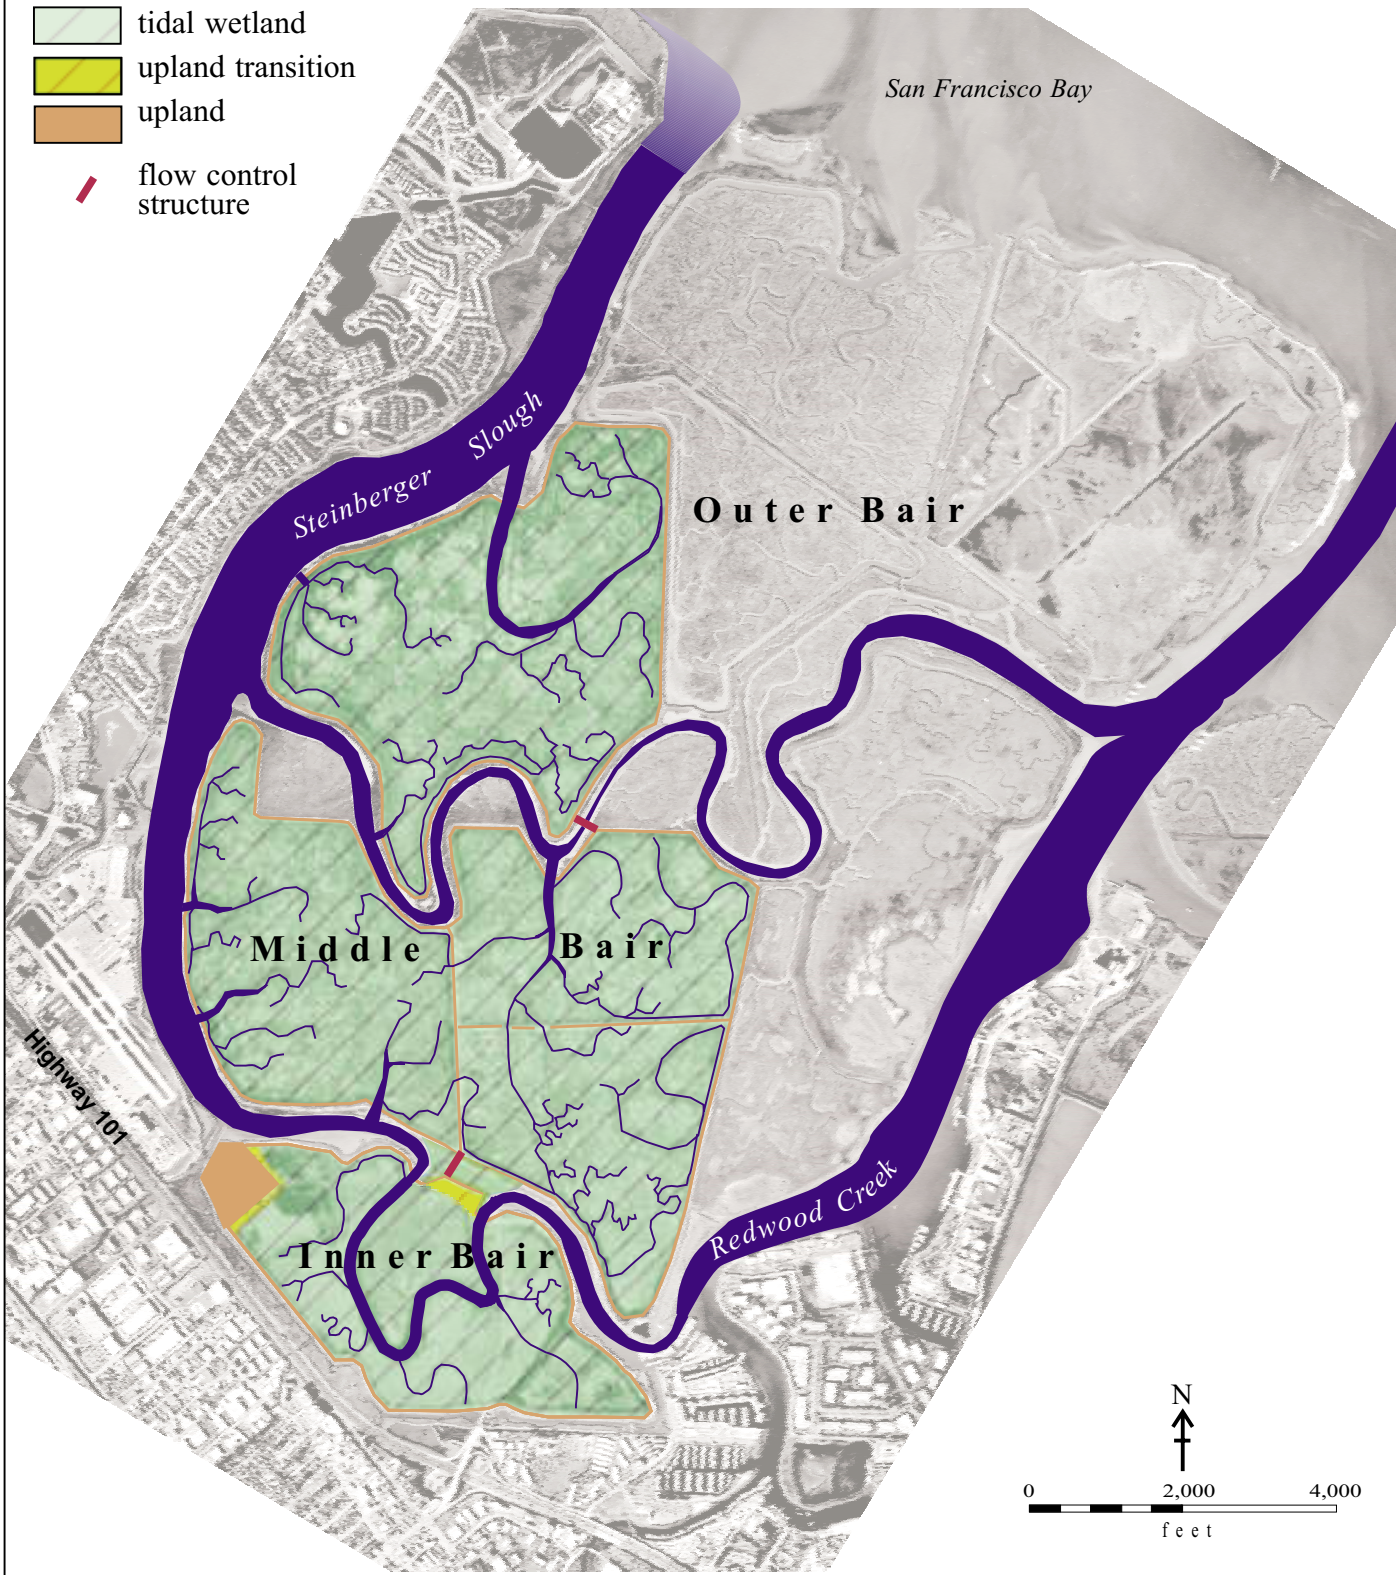 tidal wetland
upland transition
upland
flow control
structure
San Francisco Bay
Steinberger Slough
Outer Bair
Middle Bair
Highway 101
Redwood Creek
Inner Bair
N
0 2,000 4,000
feet